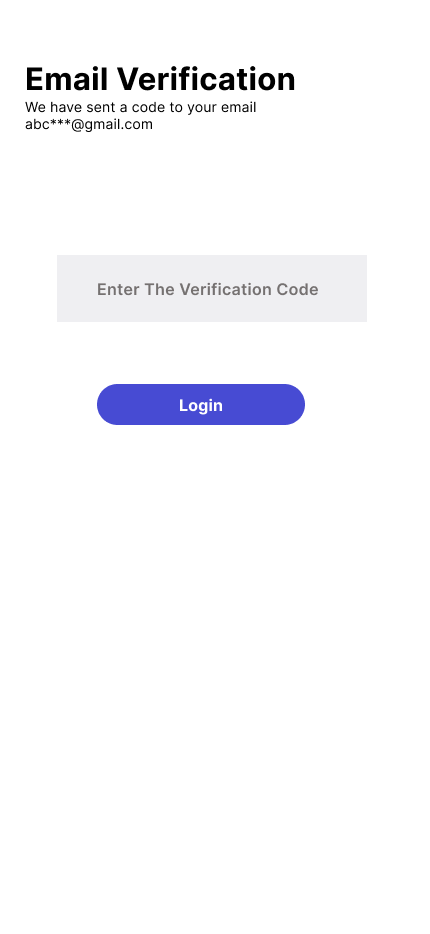 Email Verification
We have sent a code to your email
abc***@gmail.com
Enter The Verification Code
Login